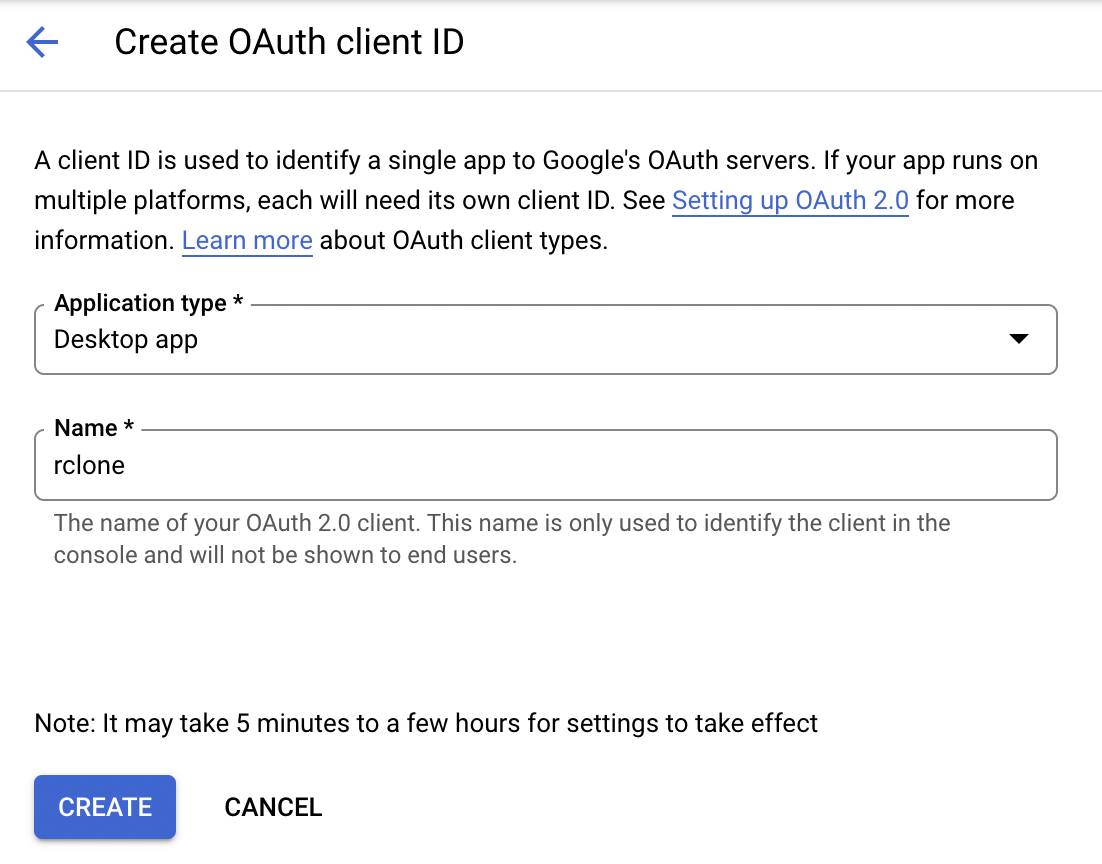 Create OAuth client ID
A client ID is used to identify a single app to Google's OAuth servers. If your app runs on
multiple platforms, each will need its own client ID. See Setting up OAuth 2.0 for more
information. Learn more about OAuth client types.
Application type *
Desktop app
Name *
rclone
The name of your OAuth 2.0 client. This name is only used to identify the client in the
console and will not be shown to end users.
Note: It may take 5 minutes to a few hours for settings to take effect
CREATE CANCEL